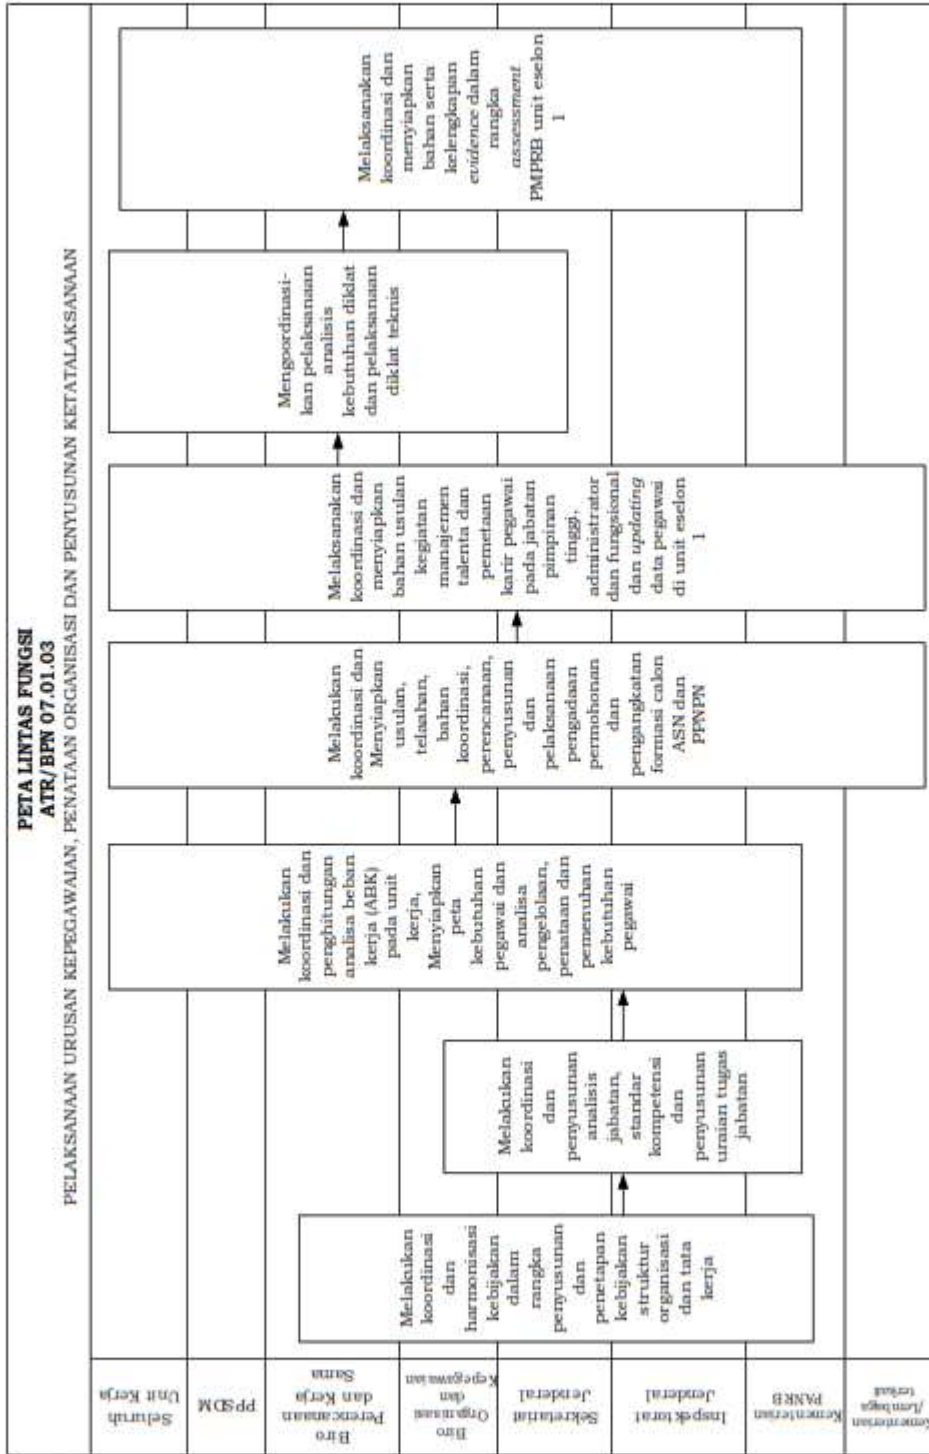 PETA LINTAS FUNGSI
ATR/BPN 07.01.03
PELAKSANAAN URUSAN KEPEGAWAIAN, PENATAAN ORGANISASI DAN PENYUSUNAN KETATALAKSANAAN
Seluruh
Unit Kerja
PPSDM
Biro
Perencanaan
dan Kerja
Sama
Biro
Organisasi
dan
Kepegawaian
Sekretariat
Jenderal
Inspektorat
Jenderal
Kementerian
PANRB
Kementerian
/Lembaga
terkait
Melakukan
koordinasi
dan
harmonisasi
kebijakan
dalam
rangka
penyusunan
dan
penetapan
kebijakan
struktur
organisasi
dan tata
kerja
Melakukan
koordinasi
dan
penyusunan
analisis
jabatan,
standar
kompetensi
dan
penyusunan
uraian tugas
jabatan
Melakukan
koordinasi dan
penghitungan
analisa beban
kerja (ABK)
pada unit
kerja,
Menyiapkan
peta
kebutuhan
pegawai dan
analisa
pengelolaan,
penataan dan
pemenuhan
kebutuhan
pegawai
Melakukan
koordinasi dan
Menyiapkan
usulan,
telaahan,
bahan
koordinasi,
perencanaan,
penyusunan
dan
pelaksanaan
pengadaan
permohonan
dan
pengangkatan
formasi calon
ASN dan
PPNPN
Melaksanakan
koordinasi dan
menyiapkan
bahan usulan
kegiatan
manajemen
talenta dan
pemetaan
karir pegawai
pada jabatan
pimpinan
tinggi,
administrator
dan fungsional
dan updating
data pegawai
di unit eselon
1
Mengoordinasi-
kan pelaksanaan
analisis
kebutuhan diklat
dan pelaksanaan
diklat teknis
Melaksanakan
koordinasi dan
menyiapkan
bahan serta
kelengkapan
evidence dalam
rangka
assessment
PMPRB unit eselon
1